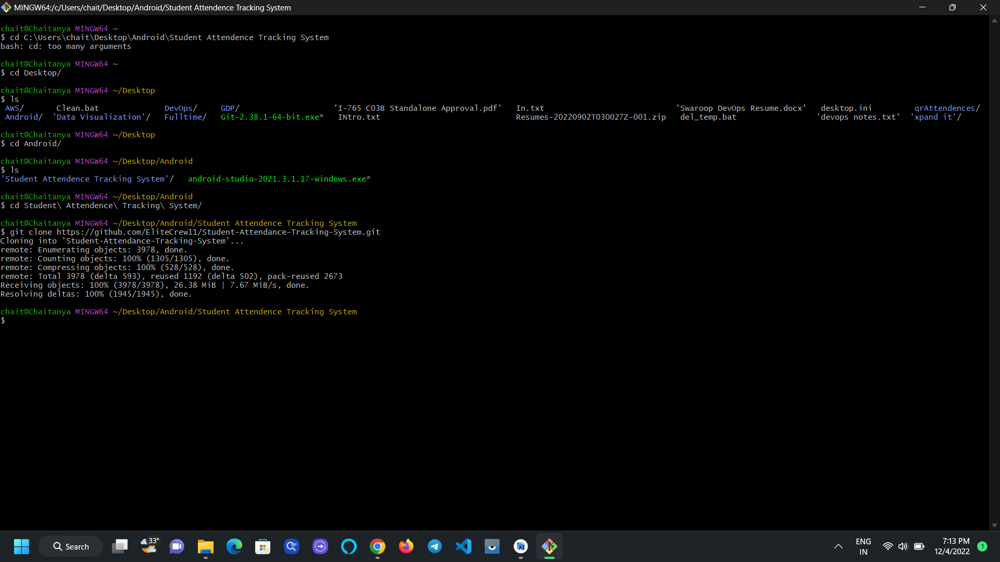 MINGW64:/c/Users/chait/Desktop/Android/Student Attendence Tracking System
chait@Chaitanya MINGW64 ~
$ cd C:\Users\chait\Desktop\Android\Student Attendence Tracking System
bash: cd: too many arguments
chait@Chaitanya MINGW64 ~
$ cd Desktop/
chait@Chaitanya MINGW64 ~/Desktop
$ ls
AWS/ Clean.bat DevOps/ GDP/ 'I-765 C03B Standalone Approval.pdf' In.txt 'Swaroop DevOps Resume.docx' desktop.ini qrAttendences/
Android/ 'Data Visualization'/ Fulltime/ Git-2.38.1-64-bit.exe* INtro.txt Resumes-20220902T030027Z-001.zip del_temp.bat 'devops notes.txt' 'xpand it'/
chait@Chaitanya MINGW64 ~/Desktop
$ cd Android/
chait@Chaitanya MINGW64 ~/Desktop/Android
$ ls
'Student Attendence Tracking System'/ android-studio-2021.3.1.17-windows.exe*
chait@Chaitanya MINGW64 ~/Desktop/Android
$ cd Student\ Attendence\ Tracking\ System/
chait@Chaitanya MINGW64 ~/Desktop/Android/Student Attendence Tracking System
$ git clone https://github.com/EliteCrew11/Student-Attendance-Tracking-System.git
Cloning into 'Student-Attendance-Tracking-System'...
remote: Enumerating objects: 3978, done.
remote: Counting objects: 100% (1305/1305), done.
remote: Compressing objects: 100% (528/528), done.
remote: Total 3978 (delta 593), reused 1192 (delta 502), pack-reused 2673
Receiving objects: 100% (3978/3978), 26.38 MiB | 7.67 MiB/s, done.
Resolving deltas: 100% (1945/1945), done.
chait@Chaitanya MINGW64 ~/Desktop/Android/Student Attendence Tracking System
$
Search
33°
ENG
IN
7:13 PM
12/4/2022
1